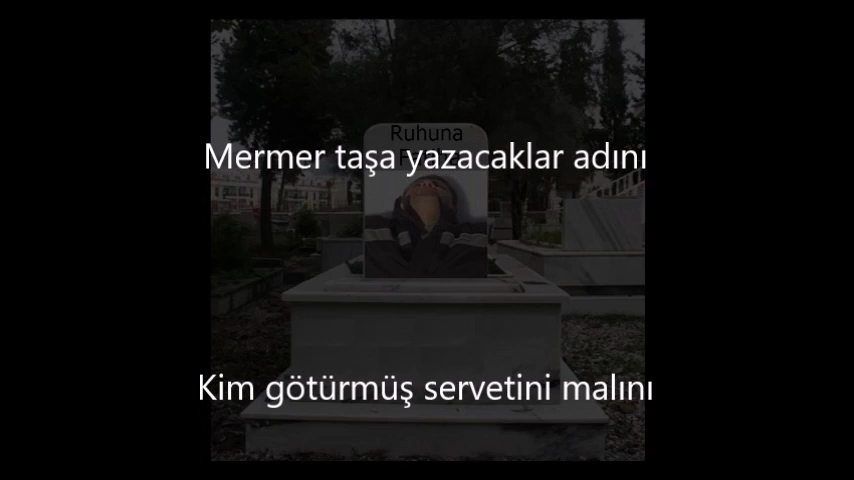 Ruhuna
Mermer taşa yazacaklar adını
Kim götürmüş servetini malını